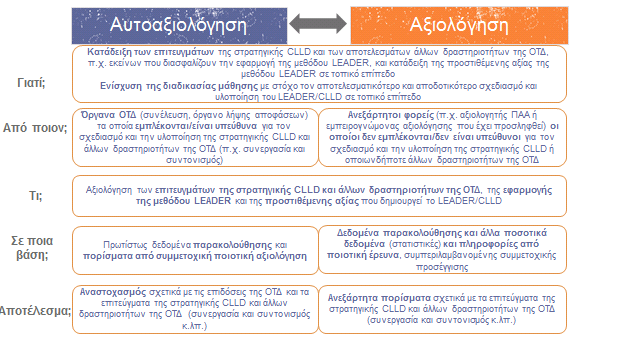 Αυτοαξιολόγηση
Αξιολόγηση
Γιατί;
Κατάδειξη των επιτευγμάτων της στρατηγικής CLLD και των αποτελεσμάτων άλλων δραστηριοτήτων της ΟΤΔ,
π.χ. εκείνων που διασφαλίζουν την εφαρμογή της μεθόδου LEADER, και κατάδειξη της προστιθέμενης αξίας της
μεθόδου LEADER σε τοπικό επίπεδο
Ενίσχυση της διαδικασίας μάθησης με στόχο τον αποτελεσματικότερο και αποδοτικότερο σχεδιασμό και
υλοποίηση του LEADER/CLLD σε τοπικό επίπεδο
Από ποιον;
Όργανα ΟΤΔ (συνέλευση, όργανο λήψης αποφάσεων)
τα οποία εμπλέκονται/είναι υπεύθυνα για τον
σχεδιασμό και την υλοποίηση της στρατηγικής CLLD και
άλλων δραστηριοτήτων της ΟΤΔ (π.χ. συνεργασία και
συντονισμός)
Ανεξάρτητοι φορείς (π.χ. αξιολογητής ΠΑΑ ή
εμπειρογνώμονας αξιολόγησης που έχει προσληφθεί) οι
οποίοι δεν εμπλέκονται/δεν είναι υπεύθυνοι για τον
σχεδιασμό και την υλοποίηση της στρατηγικής CLLD ή
οποιωνδήποτε άλλων δραστηριοτήτων της ΟΤΔ
Τι;
Αξιολόγηση των επιτευγμάτων της στρατηγικής CLLD και άλλων δραστηριοτήτων της ΟΤΔ, της εφαρμογής
της μεθόδου LEADER και της προστιθέμενης αξίας που δημιουργεί το LEADER/CLLD
Σε ποια
βάση;
Πρωτίστως δεδομένα παρακολούθησης και
πορίσματα από συμμετοχική ποιοτική αξιολόγηση
Δεδομένα παρακολούθησης και άλλα ποσοτικά
δεδομένα (στατιστικές) και πληροφορίες από
ποιοτική έρευνα, συμπεριλαμβανομένης συμμετοχικής
προσέγγισης
Αποτέλεσμα;
Αναστοχασμός σχετικά με τις επιδόσεις της ΟΤΔ και τα
επιτεύγματα της στρατηγικής CLLD και άλλων
δραστηριοτήτων της ΟΤΔ (συνεργασία και συντονισμός
κ.λπ.)
Ανεξάρτητα πορίσματα σχετικά με τα επιτεύγματα της
στρατηγικής CLLD και άλλων δραστηριοτήτων της ΟΤΔ
(συνεργασία και συντονισμός κ.λπ.)